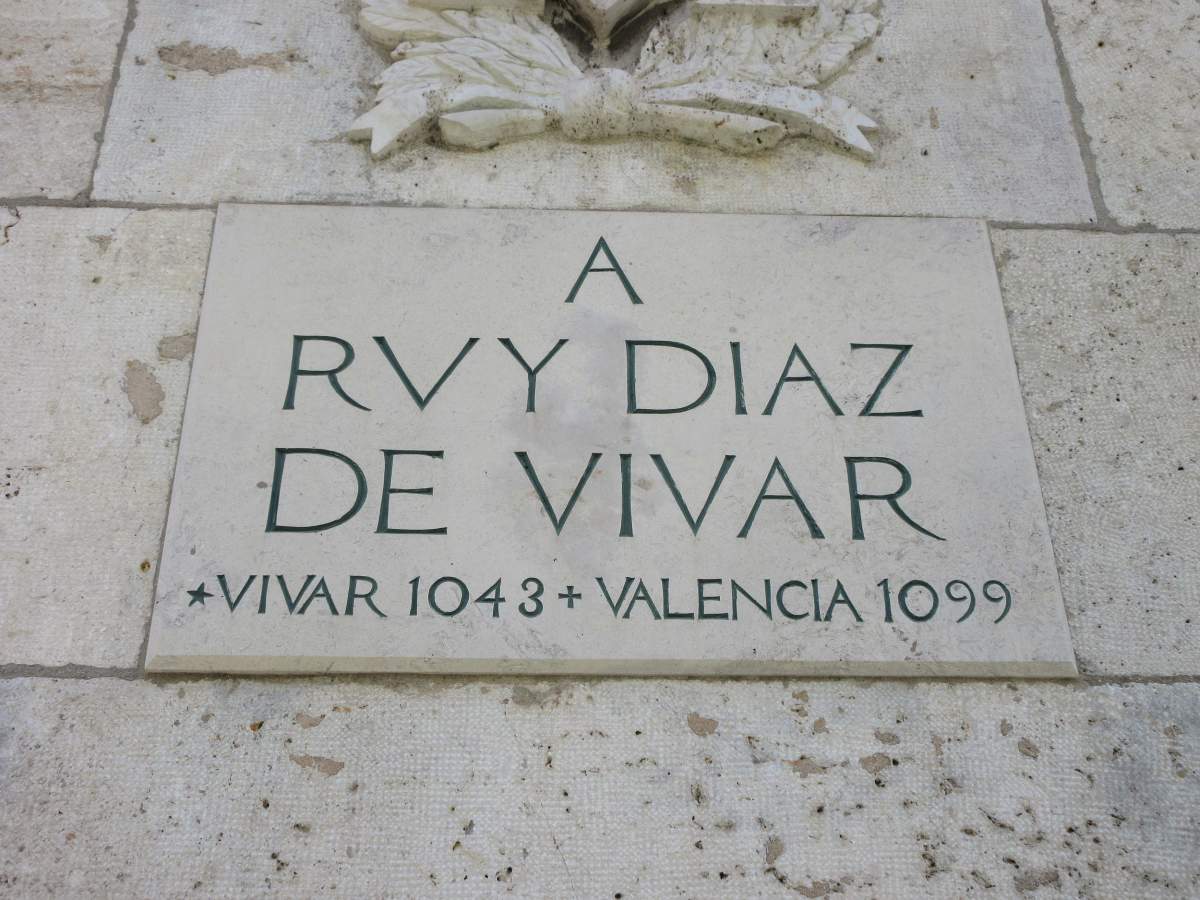 A
RVY DIAZ
DE VIVAR
★VIVAR 1043 + VALENCIA 1099